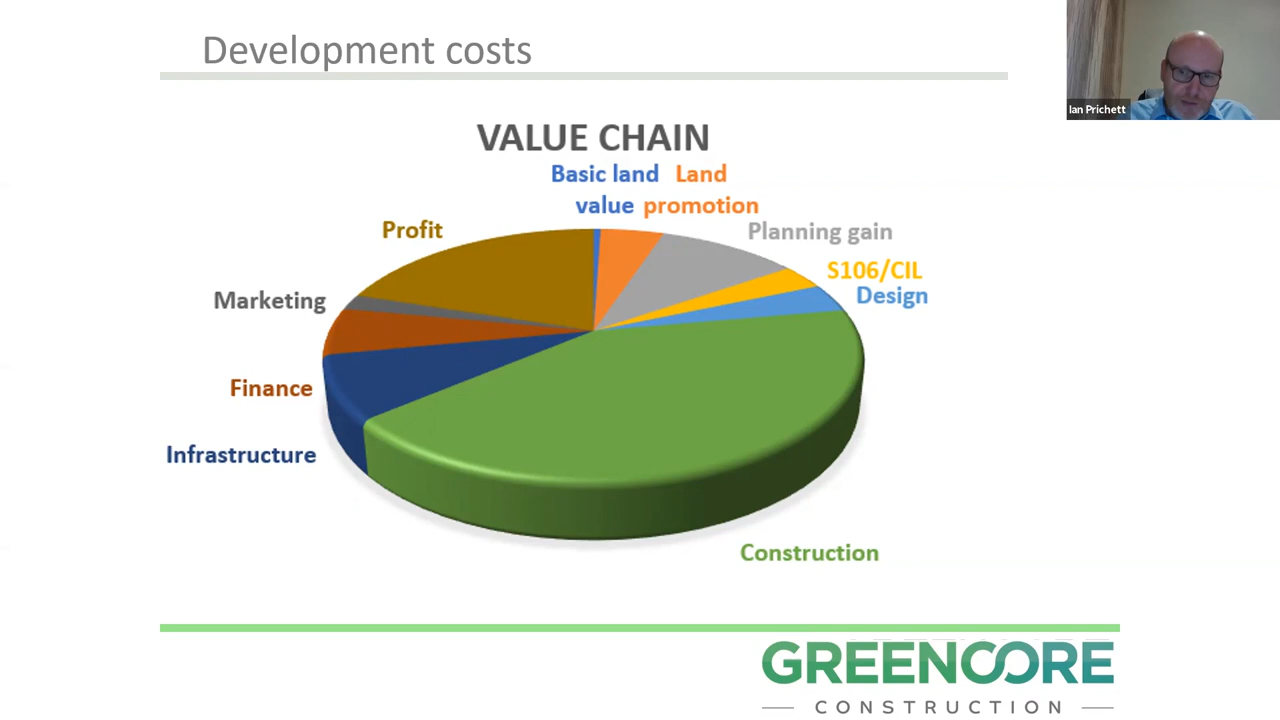 Development costs
Ian Prichett
VALUE CHAIN
Basic land value
Land promotion
Profit
Planning gain
S106/CIL
Design
Marketing
Finance
Infrastructure
Construction
GREENCORE
CONSTRUCTION